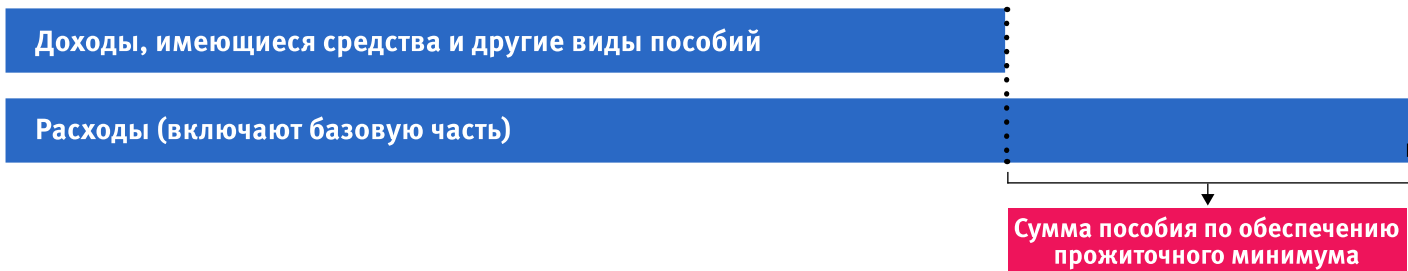 Доходы, имеющиеся средства и другие виды пособий
Расходы (включают базовую часть)
Сумма пособия по обеспечению
прожиточного минимума